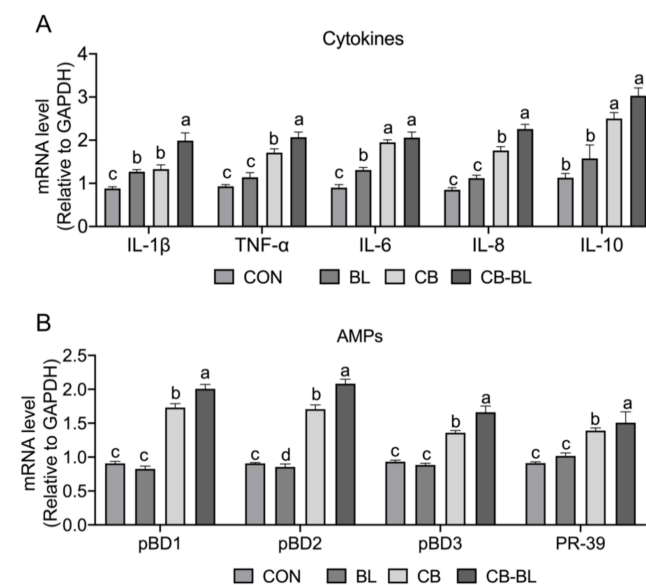 A
Cytokines
mRNA level
(Relative to GAPDH)
4
3
2
1
0
c b b a
c c b a
c b a a
c c b a
b b a a
IL-1β TNF-α IL-6 IL-8 IL-10
CON BL CB CB-BL
B
AMPs
mRNA level
(Relative to GAPDH)
2.5
2.0
1.5
1.0
0.5
0.0
c c b a
c d b a
c c b a
c c b a
pBD1 pBD2 pBD3 PR-39
CON BL CB CB-BL